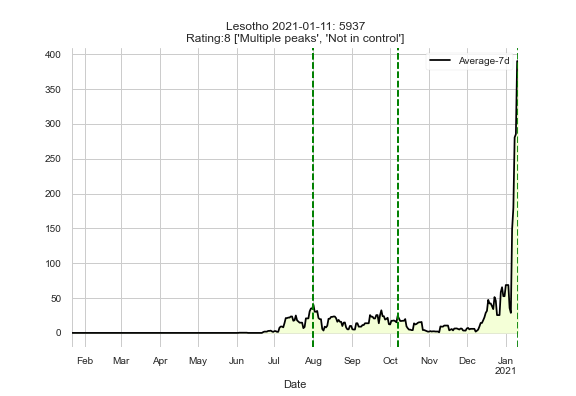 Lesotho 2021-01-11: 5937
Rating:8 ['Multiple peaks', 'Not in control']
400
350
300
250
200
150
100
50
0
Average-7d
Feb Mar Apr May Jun Jul Aug Sep Oct Nov Dec Jan
2021
Date